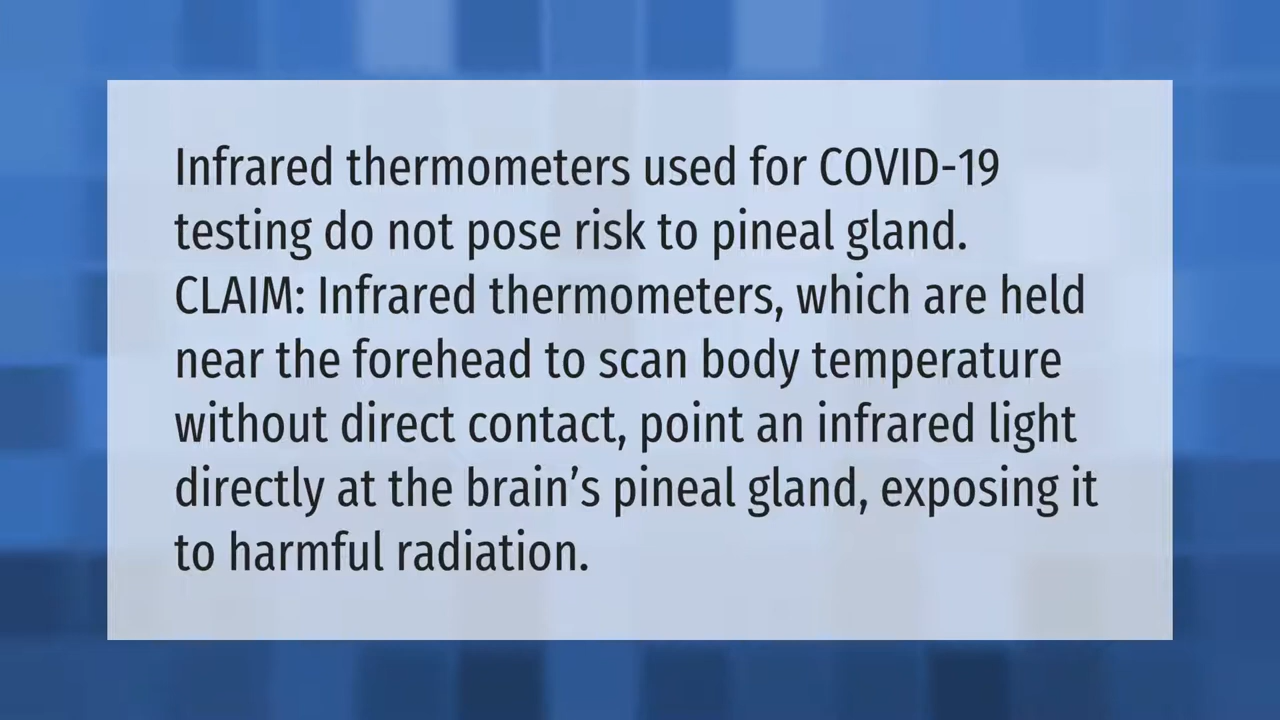 Infrared thermometers used for COVID-19
testing do not pose risk to pineal gland.
CLAIM: Infrared thermometers, which are held
near the forehead to scan body temperature
without direct contact, point an infrared light
directly at the brain’s pineal gland, exposing it
to harmful radiation.